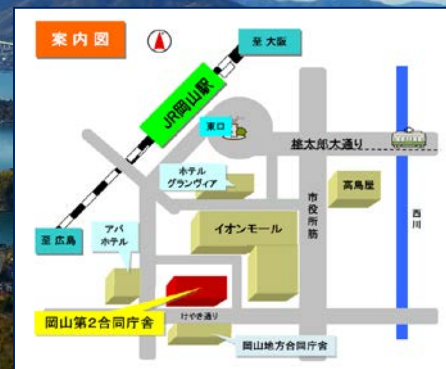 案内図
至 大阪
JR岡山駅
東口
桃太郎大通り
ホテル
グランヴィア
高島屋
市役所筋
西川
至 広島
アパ
ホテル
イオンモール
岡山第2合同庁舎
けやき通り
岡山地方合同庁舎